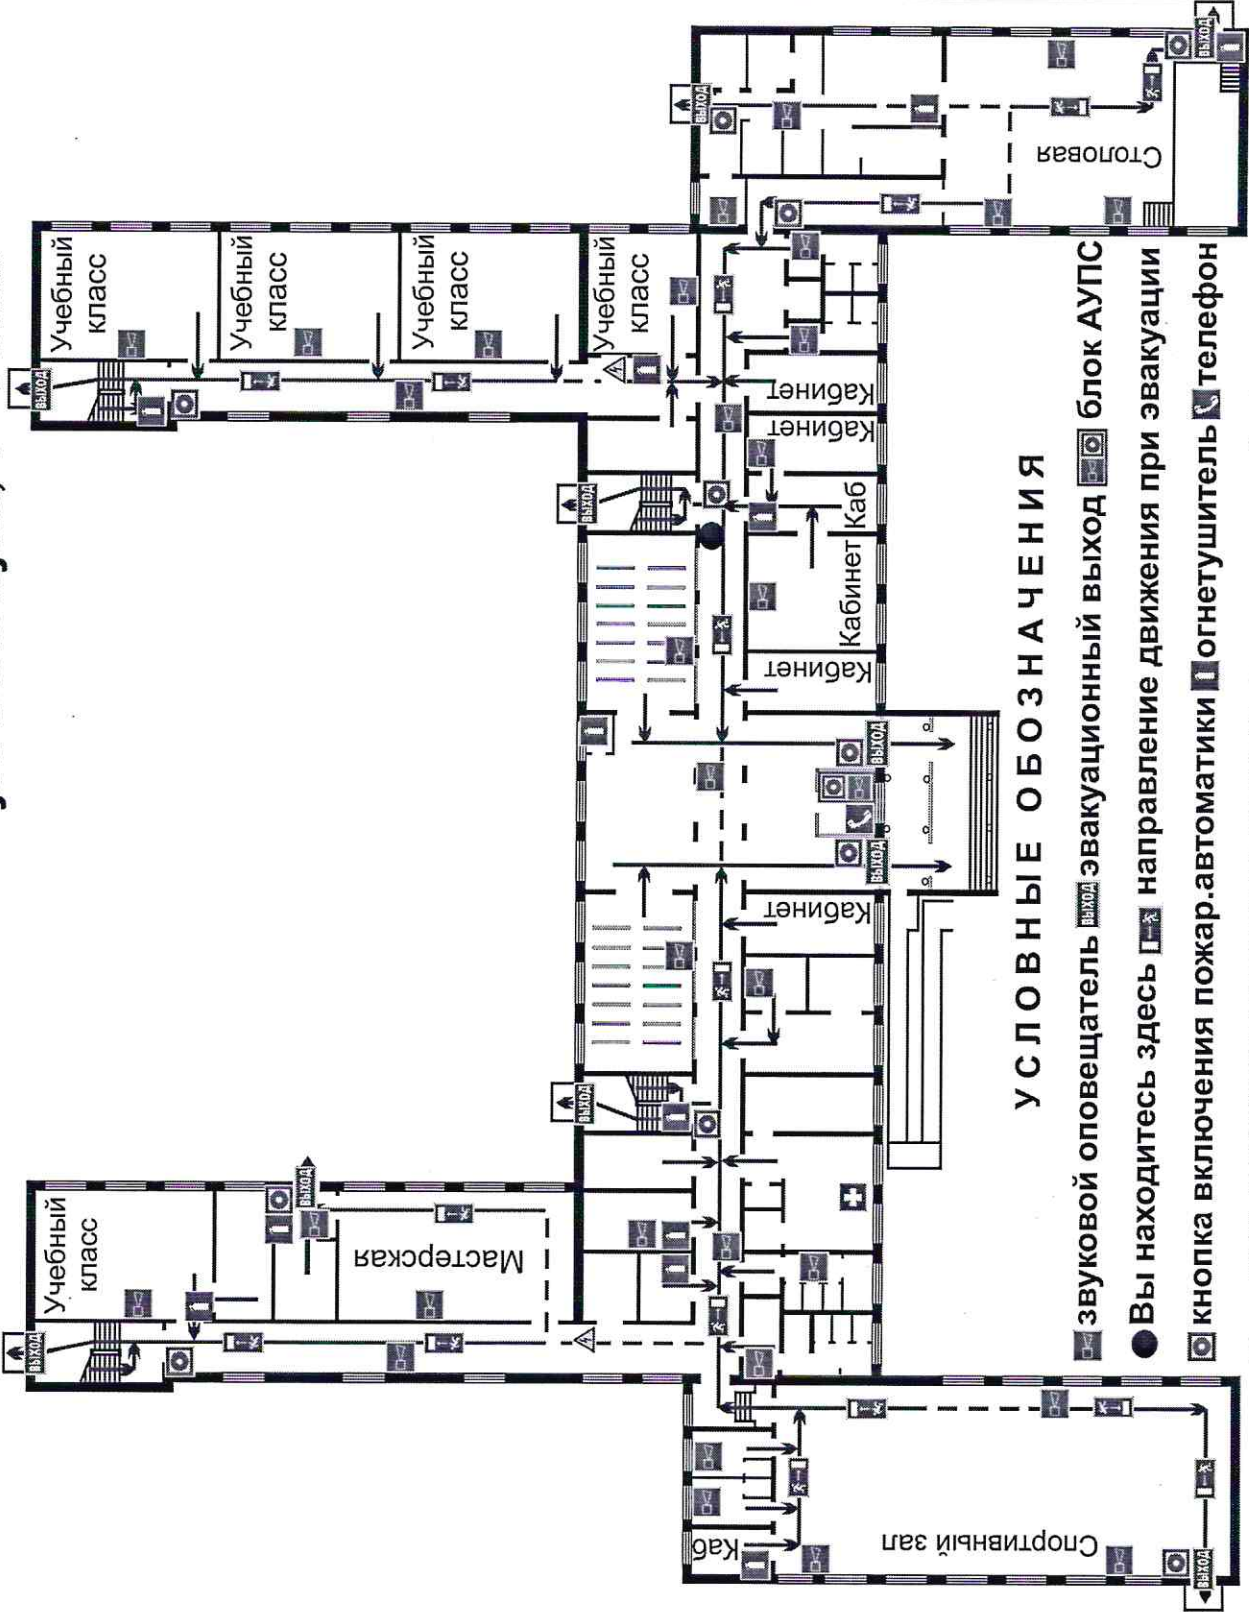 ВЫХОД
ВЫХОД
Столовая
ВЫХОД
Учебный
класс
Учебный
класс
Учебный
класс
Учебный
класс
Кабинет
Кабинет
ВЫХОД
Каб
Кабинет
Кабинет
ВЫХОД
ВЫХОД
Кабинет
ВЫХОД
ВЫХОД
Учебный
класс
Мастерская
ВЫХОД
Каб
Спортивный зал
ВЫХОД
УСЛОВНЫЕ ОБОЗНАЧЕНИЯ
звуковой оповещатель ВЫХОД эвакуационный выход блок АУПС
Вы находитесь здесь направление движения при эвакуации
кнопка включения пожар.автоматики огнетушитель телефон